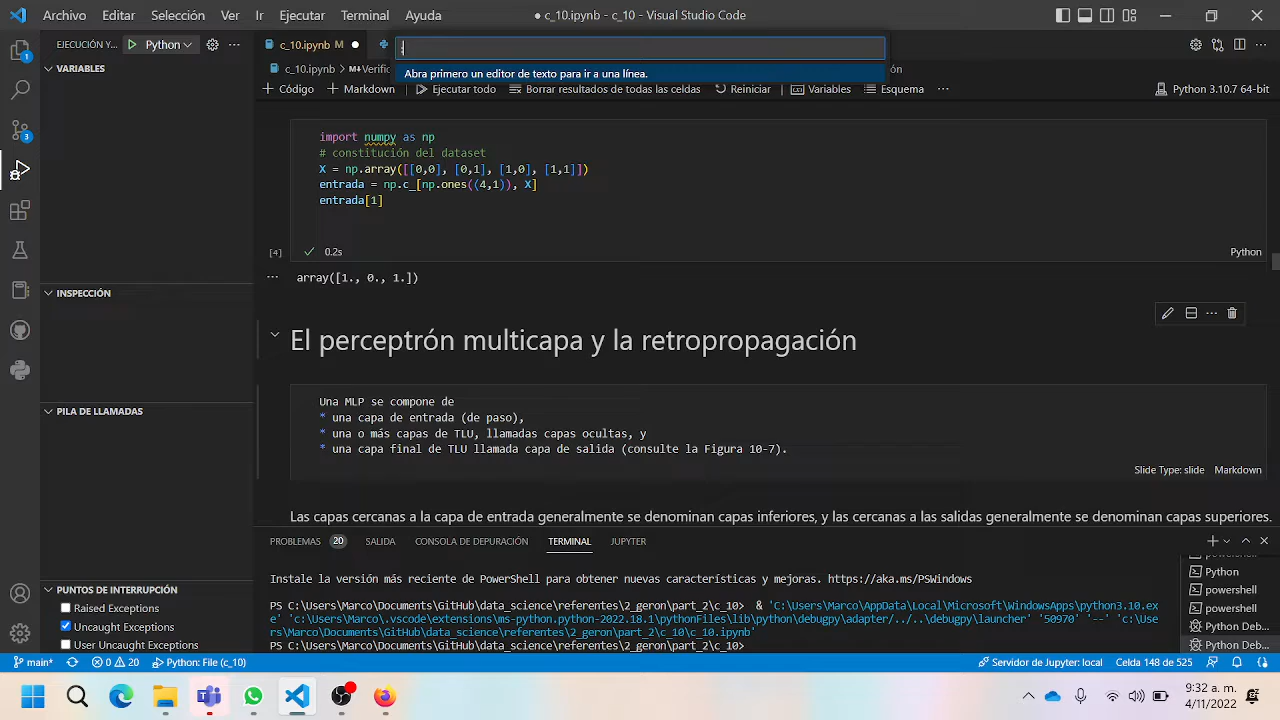 Archivo Editar Selección Ver Ir Ejecutar Terminal Ayuda
● c_10.ipynb - c_10 - Visual Studio Code
EJECUCIÓN Y... Python
c_10.ipynb M
:
Abra primero un editor de texto para ir a una línea.
VARIABLES
c_10.ipynb > M↓Verific
ón
+ Código + Markdown Ejecutar todo Borrar resultados de todas las celdas Reiniciar Variables Esquema ... Python 3.10.7 64-bit
import numpy as np
# constitución del dataset
X = np.array([[0,0], [0,1], [1,0], [1,1]])
entrada = np.c_[np.ones((4,1)), X]
entrada[1]
[4] ✓ 0.2s Python
... array([1., 0., 1.])
INSPECCIÓN
El perceptrón multicapa y la retropropagación
Una MLP se compone de
* una capa de entrada (de paso),
* una o más capas de TLU, llamadas capas ocultas, y
* una capa final de TLU llamada capa de salida (consulte la Figura 10-7).
Slide Type: slide Markdown
PILA DE LLAMADAS
Las capas cercanas a la capa de entrada generalmente se denominan capas inferiores, y las cercanas a las salidas generalmente se denominan capas superiores.
PROBLEMAS 20 SALIDA CONSOLA DE DEPURACIÓN TERMINAL JUPYTER
Instale la versión más reciente de PowerShell para obtener nuevas características y mejoras. https://aka.ms/PSWindows
PS C:\Users\Marco\Documents\GitHub\data_science\referentes\2_geron\part_2\c_10> & 'C:\Users\Marco\AppData\Local\Microsoft\WindowsApps\python3.10.ex
e' 'c:\Users\Marco\.vscode\extensions\ms-python.python-2022.18.1\pythonFiles\lib\python\debugpy\adapter/../..\debugpy\launcher' '50970' '--' 'c:\Use
rs\Marco\Documents\GitHub\data_science\referentes\2_geron\part_2\c_10\c_10.ipynb'
PS C:\Users\Marco\Documents\GitHub\data_science\referentes\2_geron\part_2\c_10>
Python
powershell
powershell
Python Deb...
Python Deb...
PUNTOS DE INTERRUPCIÓN
Raised Exceptions
Uncaught Exceptions
User Uncaught Exceptions
1
3
main* 0 20 Python: File (c_10) Servidor de Jupyter: local Celda 148 de 525
9:32 a. m.
4/11/2022